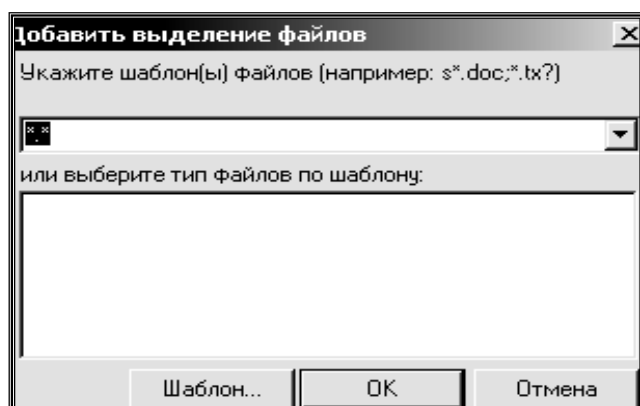 Добавить выделение файлов
Укажите шаблон(ы) файлов (например: s*.doc;*.tx?)
*.*
или выберите тип файлов по шаблону:
Шаблон... OK Отмена